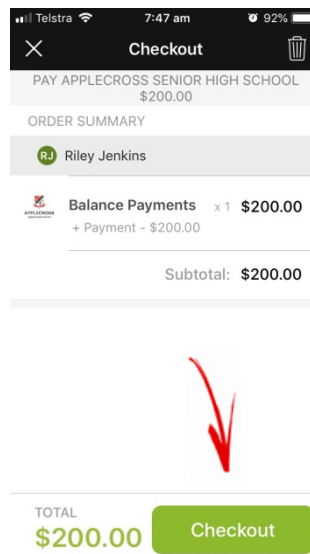 Telstra 7:47 am 92%
Checkout
PAY APPLECROSS SENIOR HIGH SCHOOL
$200.00
ORDER SUMMARY
RJ Riley Jenkins
APPLECROSS
Balance Payments x 1 $200.00
+ Payment - $200.00
Subtotal: $200.00
TOTAL
$200.00
Checkout